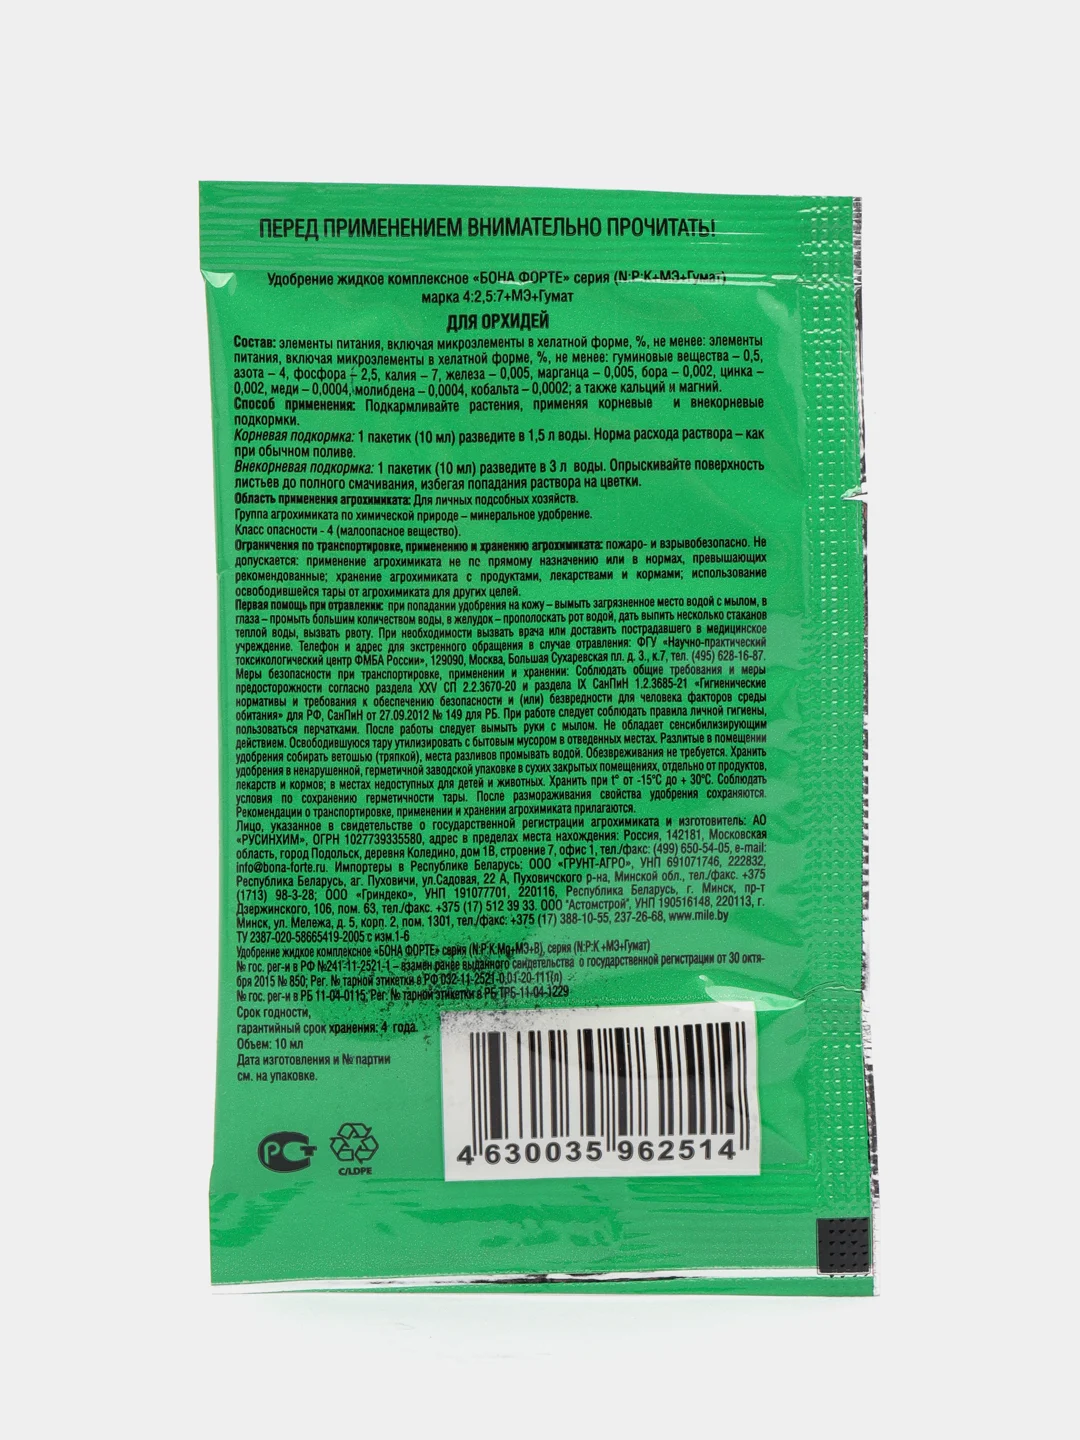 ПЕРЕД ПРИМЕНЕНИЕМ ВНИМАТЕЛЬНО ПРОЧИТАТЬ!
Удобрение жидкое комплексное «БОНА ФОРТЕ» серия (N:P:K+МЭ+Гумат)
марка 4:2,5:7+МЭ+Гумат
ДЛЯ ОРХИДЕЙ
Состав: элементы питания, включая микроэлементы в хелатной форме, %, не менее: элементы
питания, включая микроэлементы в хелатной форме, %, не менее: гуминовые вещества – 0,5,
азота – 4, фосфора – 2,5, калия – 7, железа – 0,005, марганца – 0,005, бора – 0,002, цинка –
0,002, меди – 0,0004, молибдена – 0,0004, кобальта – 0,0002; а также кальций и магний.
Способ применения: Подкармливайте растения, применяя корневые и внекорневые
подкормки.
Корневая подкормка: 1 пакетик (10 мл) разведите в 1,5 л воды. Норма расхода раствора – как
при обычном поливе.
Внекорневая подкормка: 1 пакетик (10 мл) разведите в 3 л воды. Опрыскивайте поверхность
листьев до полного смачивания, избегая попадания раствора на цветки.
Область применения агрохимиката: Для личных подсобных хозяйств.
Группа агрохимиката по химической природе – минеральное удобрение.
Класс опасности - 4 (малоопасное вещество).
Ограничения по транспортировке, применению и хранению агрохимиката: пожаро- и взрывобезопасно. Не
допускается: применение агрохимиката не по прямому назначению или в нормах, превышающих
рекомендованные; хранение агрохимиката с продуктами, лекарствами и кормами; использование
освободившейся тары от агрохимиката для других целей.
Первая помощь при отравлении: при попадании удобрения на кожу – вымыть загрязненное место водой с мылом, в
глаза – промыть большим количеством воды, в желудок – прополоскать рот водой, дать выпить несколько стаканов
теплой воды, вызвать рвоту. При необходимости вызвать врача или доставить пострадавшего в медицинское
учреждение. Телефон и адрес для экстренного обращения в случае отравления: ФГУ «Научно-практический
токсикологический центр ФМБА России», 129090, Москва, Большая Сухаревская пл. д. 3., к.7, тел. (495) 628-16-87.
Меры безопасности при транспортировке, применении и хранении: Соблюдать общие требования и меры
предосторожности согласно раздела XXV СП 2.2.3670-20 и раздела IX СанПиН 1.2.3685-21 «Гигиенические
нормативы и требования к обеспечению безопасности и (или) безвредности для человека факторов среды
обитания» для РФ, СанПиН от 27.09.2012 № 149 для РБ. При работе следует соблюдать правила личной гигиены,
пользоваться перчатками. После работы следует вымыть руки с мылом. Не обладает сенсибилизирующим
действием. Освободившуюся тару утилизировать с бытовым мусором в отведенных местах. Разлитые в помещении
удобрения собирать ветошью (тряпкой), места разливов промывать водой. Обезвреживания не требуется. Хранить
удобрения в ненарушенной, герметичной заводской упаковке в сухих закрытых помещениях, отдельно от продуктов,
лекарств и кормов; в местах недоступных для детей и животных. Хранить при t° от -15°С до + 30°С. Соблюдать
условия по сохранению герметичности тары. После размораживания свойства удобрения сохраняются.
Рекомендации о транспортировке, применении и хранении агрохимиката прилагаются.
Лицо, указанное в свидетельстве о государственной регистрации агрохимиката и изготовитель: АО
«РУСИНХИМ», ОГРН 1027739335580, адрес в пределах места нахождения: Россия, 142181, Московская
область, город Подольск, деревня Коледино, дом 1В, строение 7, офис 1, тел./факс: (499) 650-54-05, e-mail:
info@bona-forte.ru. Импортеры в Республике Беларусь: ООО «ГРУНТ-АГРО», УНП 691071746, 222832,
Республика Беларусь, аг. Пуховичи, ул.Садовая, 22 А, Пуховичского р-на, Минской обл., тел./факс: +375
(1713) 98-3-28; ООО «Гриндеко», УНП 191077701, 220116, Республика Беларусь, г. Минск, пр-т
Дзержинского, 106, пом. 63, тел./факс: +375 (17) 512 39 33. ООО "Астомстрой", УНП 190516148, 220113, г.
Минск, ул. Мележа, д. 5, корп. 2, пом. 1301, тел./факс: +375 (17) 388-10-55, 237-26-68, www.mile.by
ТУ 2387-020-58665419-2005 с изм.1-6
Удобрение жидкое комплексное «БОНА ФОРТЕ» серия (N:P:K:Mg+МЭ+В), серия (N:P:K +МЭ+Гумат)
№ гос. рег-и в РФ №241-11-2521-1 – взамен ранее выданного свидетельства о государственной регистрации от 30 октя-
бря 2015 № 850; Рег. № тарной этикетки в РФ 032-11-2521-0,01-20-111(л)
№ гос. рег-и в РБ 11-04-0115, Рег. № тарной этикетки в РБ ТРБ-11-04-1229
Срок годности,
гарантийный срок хранения: 4 года.
Объем: 10 мл
Дата изготовления и № партии
см. на упаковке.
РСТ
C/LDPE
4 630035 962514